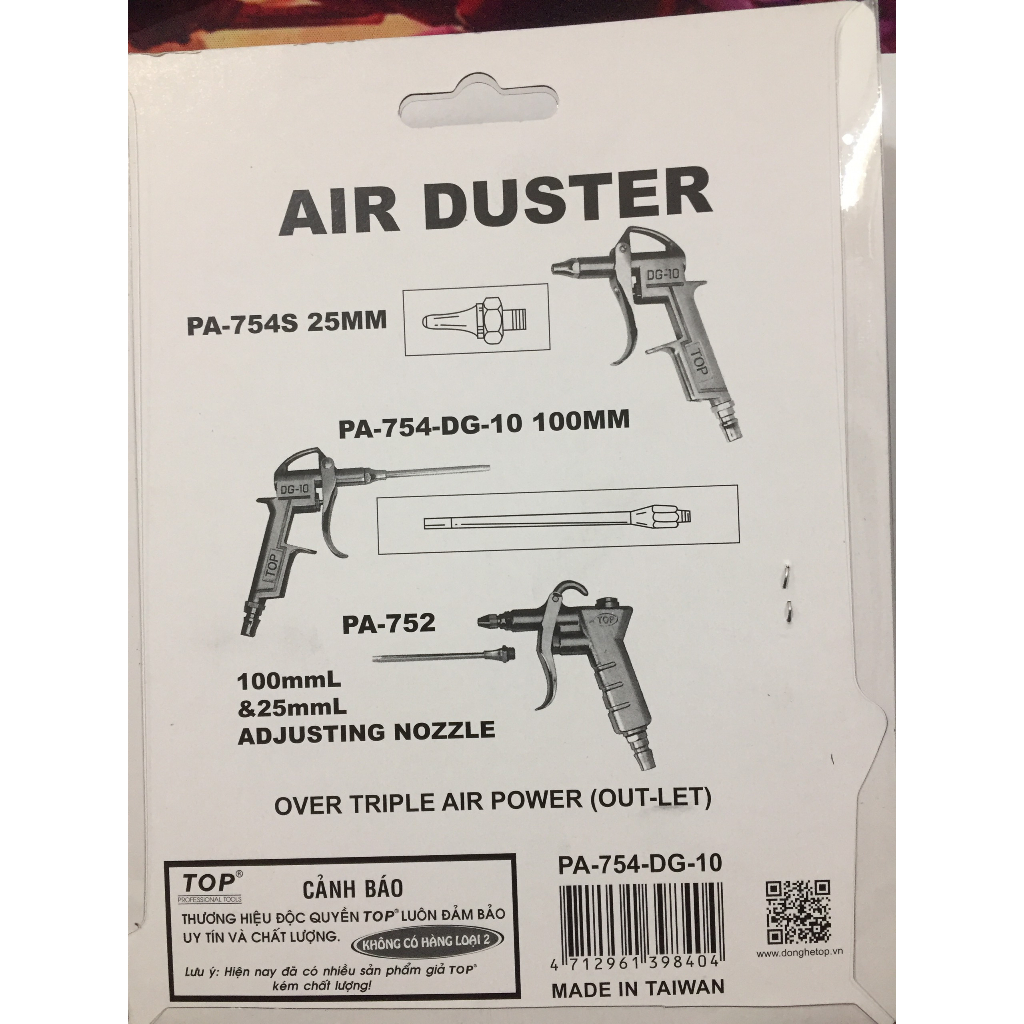 AIR DUSTER
DG-10
TOP
PA-754S 25MM
PA-754-DG-10 100MM
DG-10
TOP
PA-752
TOP
100mmL
&25mmL
ADJUSTING NOZZLE
OVER TRIPLE AIR POWER (OUT-LET)
TOP®
PROFESSIONAL TOOLS
CẢNH BÁO
THƯƠNG HIỆU ĐỘC QUYỀN TOP® LUÔN ĐẢM BẢO
UY TÍN VÀ CHẤT LƯỢNG.
KHÔNG CÓ HÀNG LOẠI 2
Lưu ý: Hiện nay đã có nhiều sản phẩm giả TOP®
kém chất lượng!
PA-754-DG-10
4 712961 398404
MADE IN TAIWAN
www.donghetop.vn